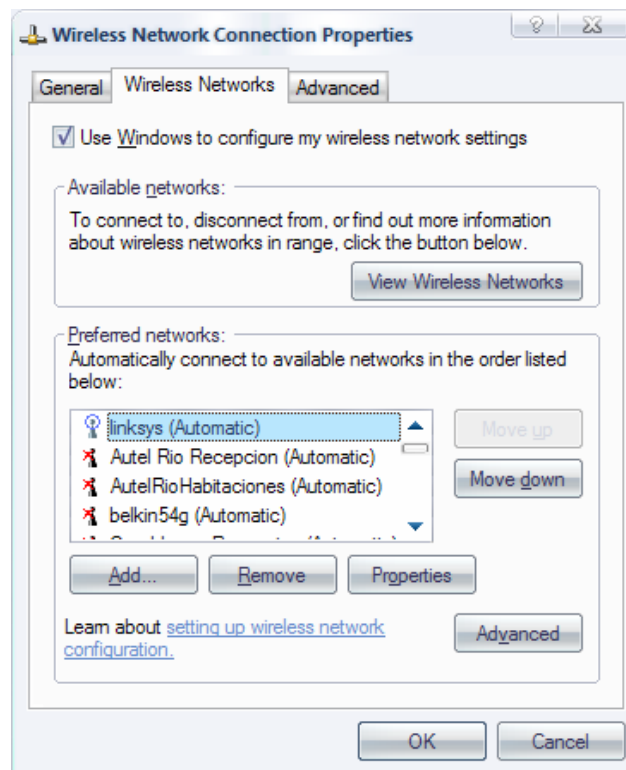 Wireless Network Connection Properties
General Wireless Networks Advanced
Use Windows to configure my wireless network settings
Available networks:
To connect to, disconnect from, or find out more information
about wireless networks in range, click the button below.
View Wireless Networks
Preferred networks:
Automatically connect to available networks in the order listed
below:
linksys (Automatic)
Autel Rio Recepcion (Automatic)
AutelRioHabitaciones (Automatic)
belkin54g (Automatic)
Move up
Move down
Add... Remove Properties
Learn about setting up wireless network
configuration.
Advanced
OK Cancel